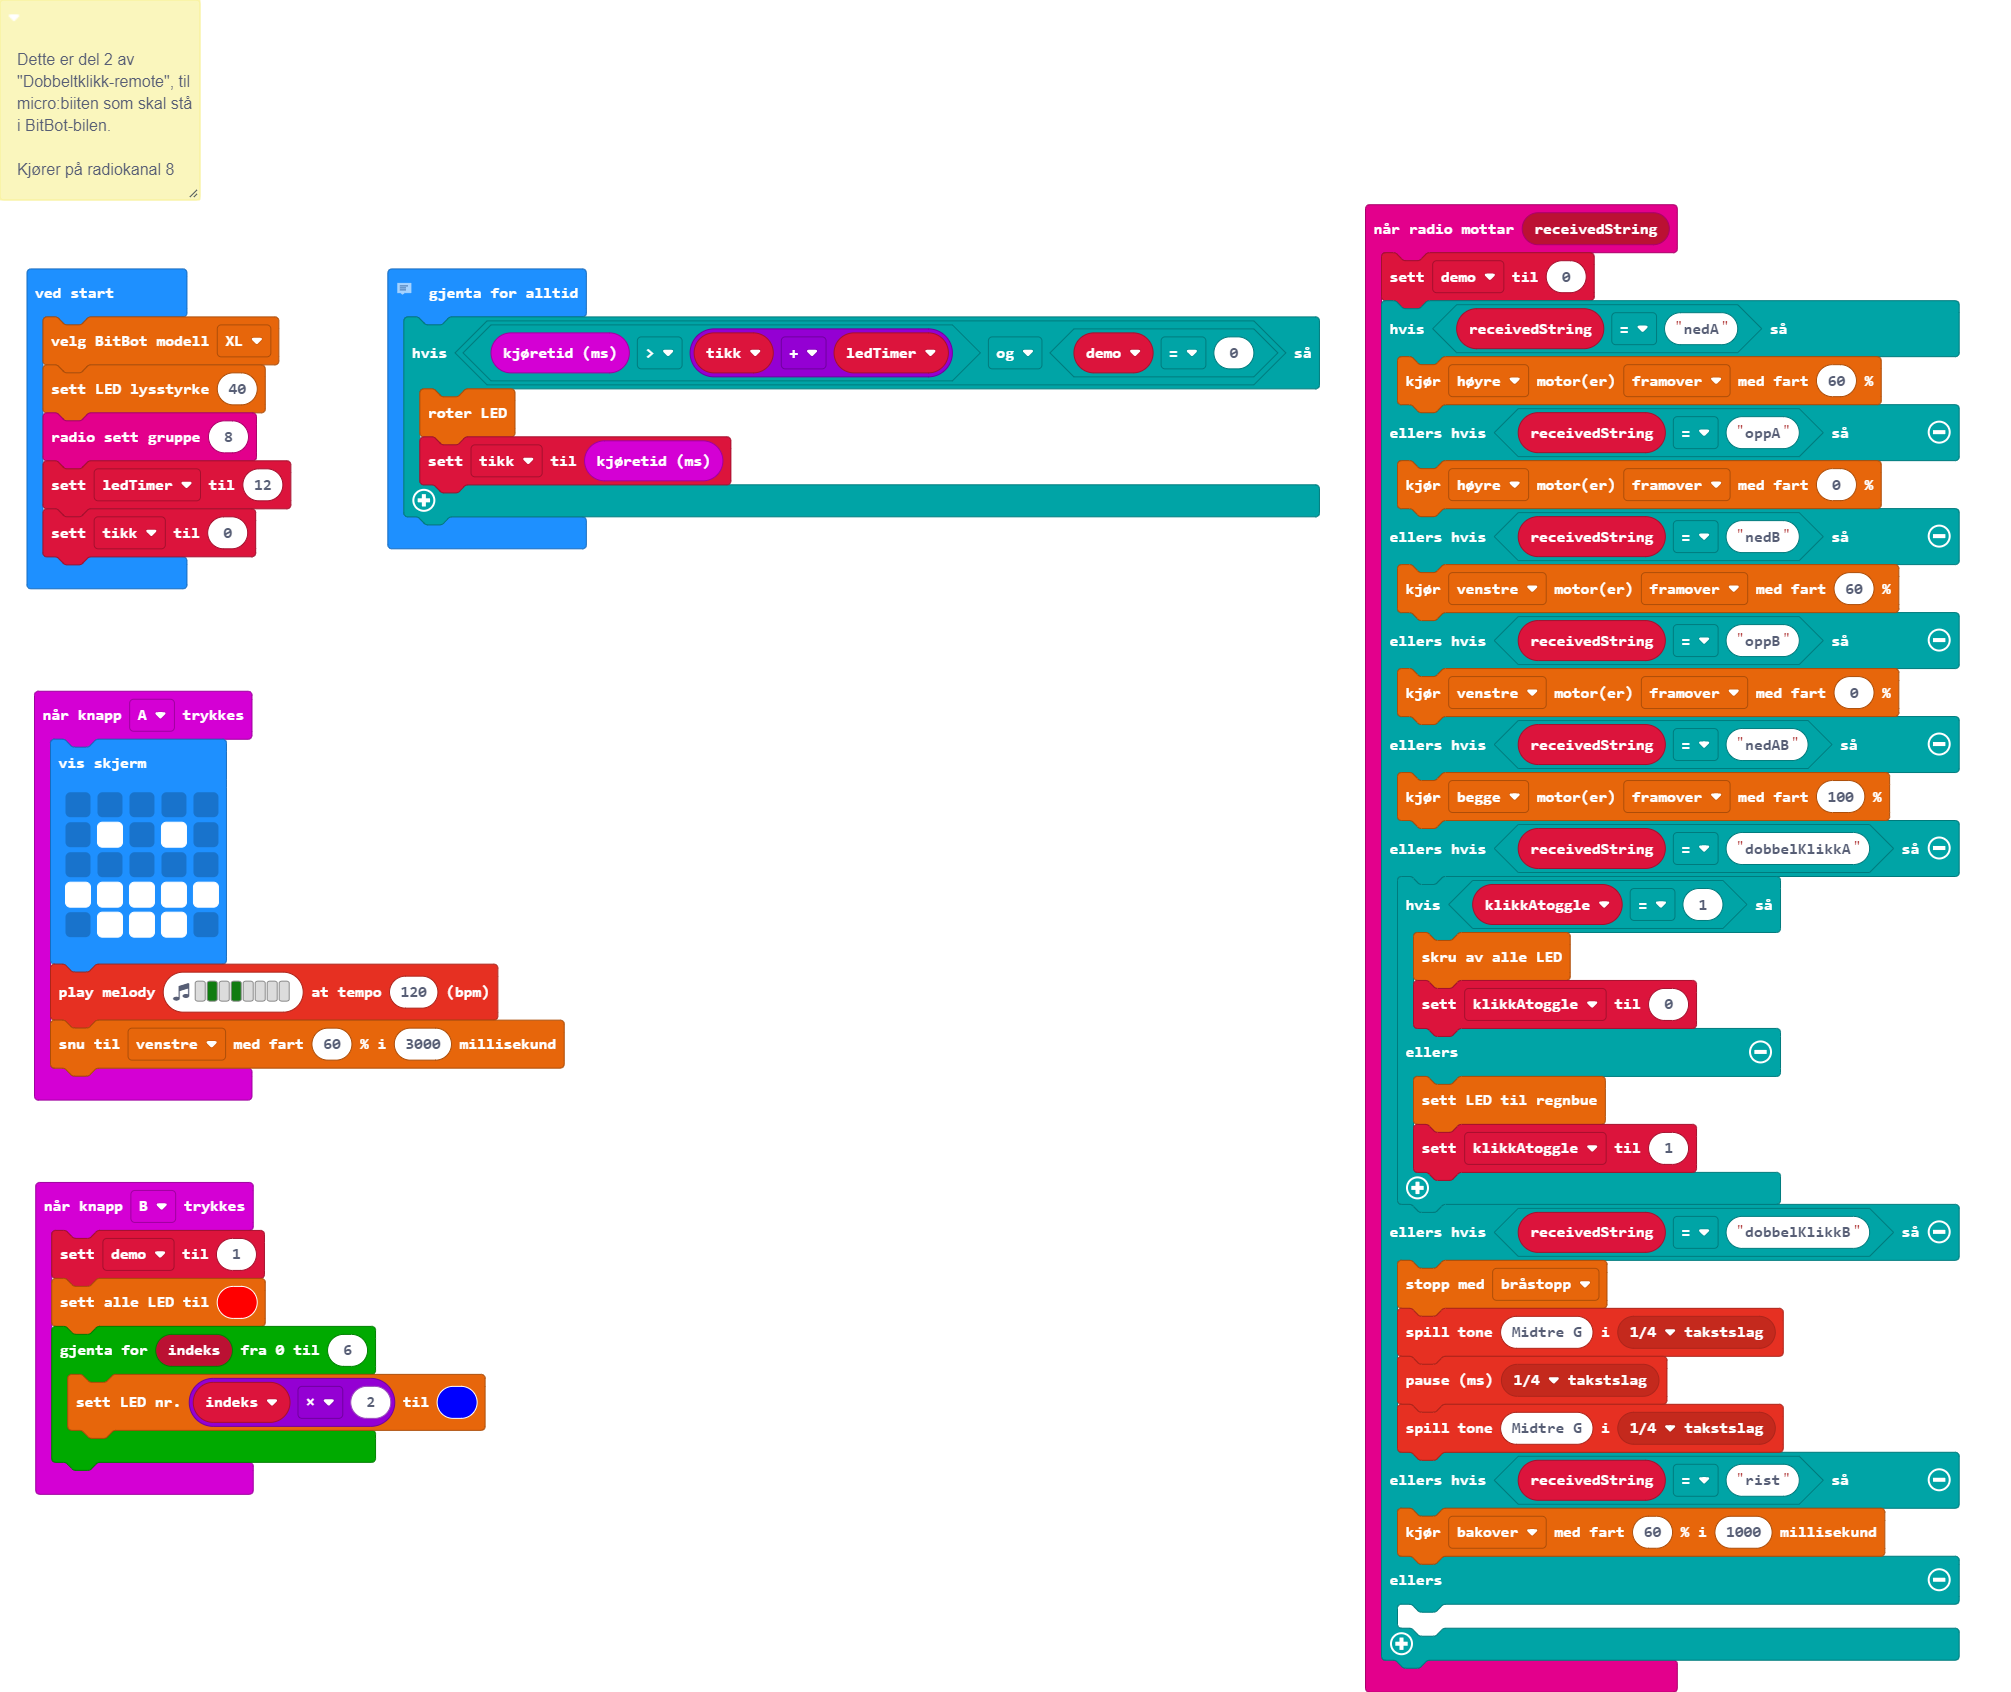 Dette er del 2 av
"Dobbeltklikk-remote", til
micro:biiten som skal stå
i BitBot-bilen.
Kjører på radiokanal 8
ved start
velg BitBot modell XL
sett LED lysstyrke 40
radio sett gruppe 8
sett ledTimer til 12
sett tikk til 0
gjenta for alltid
hvis kjøretid (ms) > tikk + ledTimer og demo = 0 så
roter LED
sett tikk til kjøretid (ms)
når knapp A trykkes
vis skjerm
play melody at tempo 120 (bpm)
snu til venstre med fart 60 % i 3000 millisekund
når knapp B trykkes
sett demo til 1
sett alle LED til
gjenta for indeks fra 0 til 6
sett LED nr. indeks × 2 til
når radio mottar receivedString
sett demo til 0
hvis receivedString = "nedA" så
kjør høyre motor(er) framover med fart 60 %
ellers hvis receivedString = "oppA" så
kjør høyre motor(er) framover med fart 0 %
ellers hvis receivedString = "nedB" så
kjør venstre motor(er) framover med fart 60 %
ellers hvis receivedString = "oppB" så
kjør venstre motor(er) framover med fart 0 %
ellers hvis receivedString = "nedAB" så
kjør begge motor(er) framover med fart 100 %
ellers hvis receivedString = "dobbelKlikkA" så
hvis klikkAtoggle = 1 så
skru av alle LED
sett klikkAtoggle til 0
ellers
sett LED til regnbue
sett klikkAtoggle til 1
ellers hvis receivedString = "dobbelKlikkB" så
stopp med bråstopp
spill tone Midtre G i 1/4 takstslag
pause (ms) 1/4 takstslag
spill tone Midtre G i 1/4 takstslag
ellers hvis receivedString = "rist" så
kjør bakover med fart 60 % i 1000 millisekund
ellers